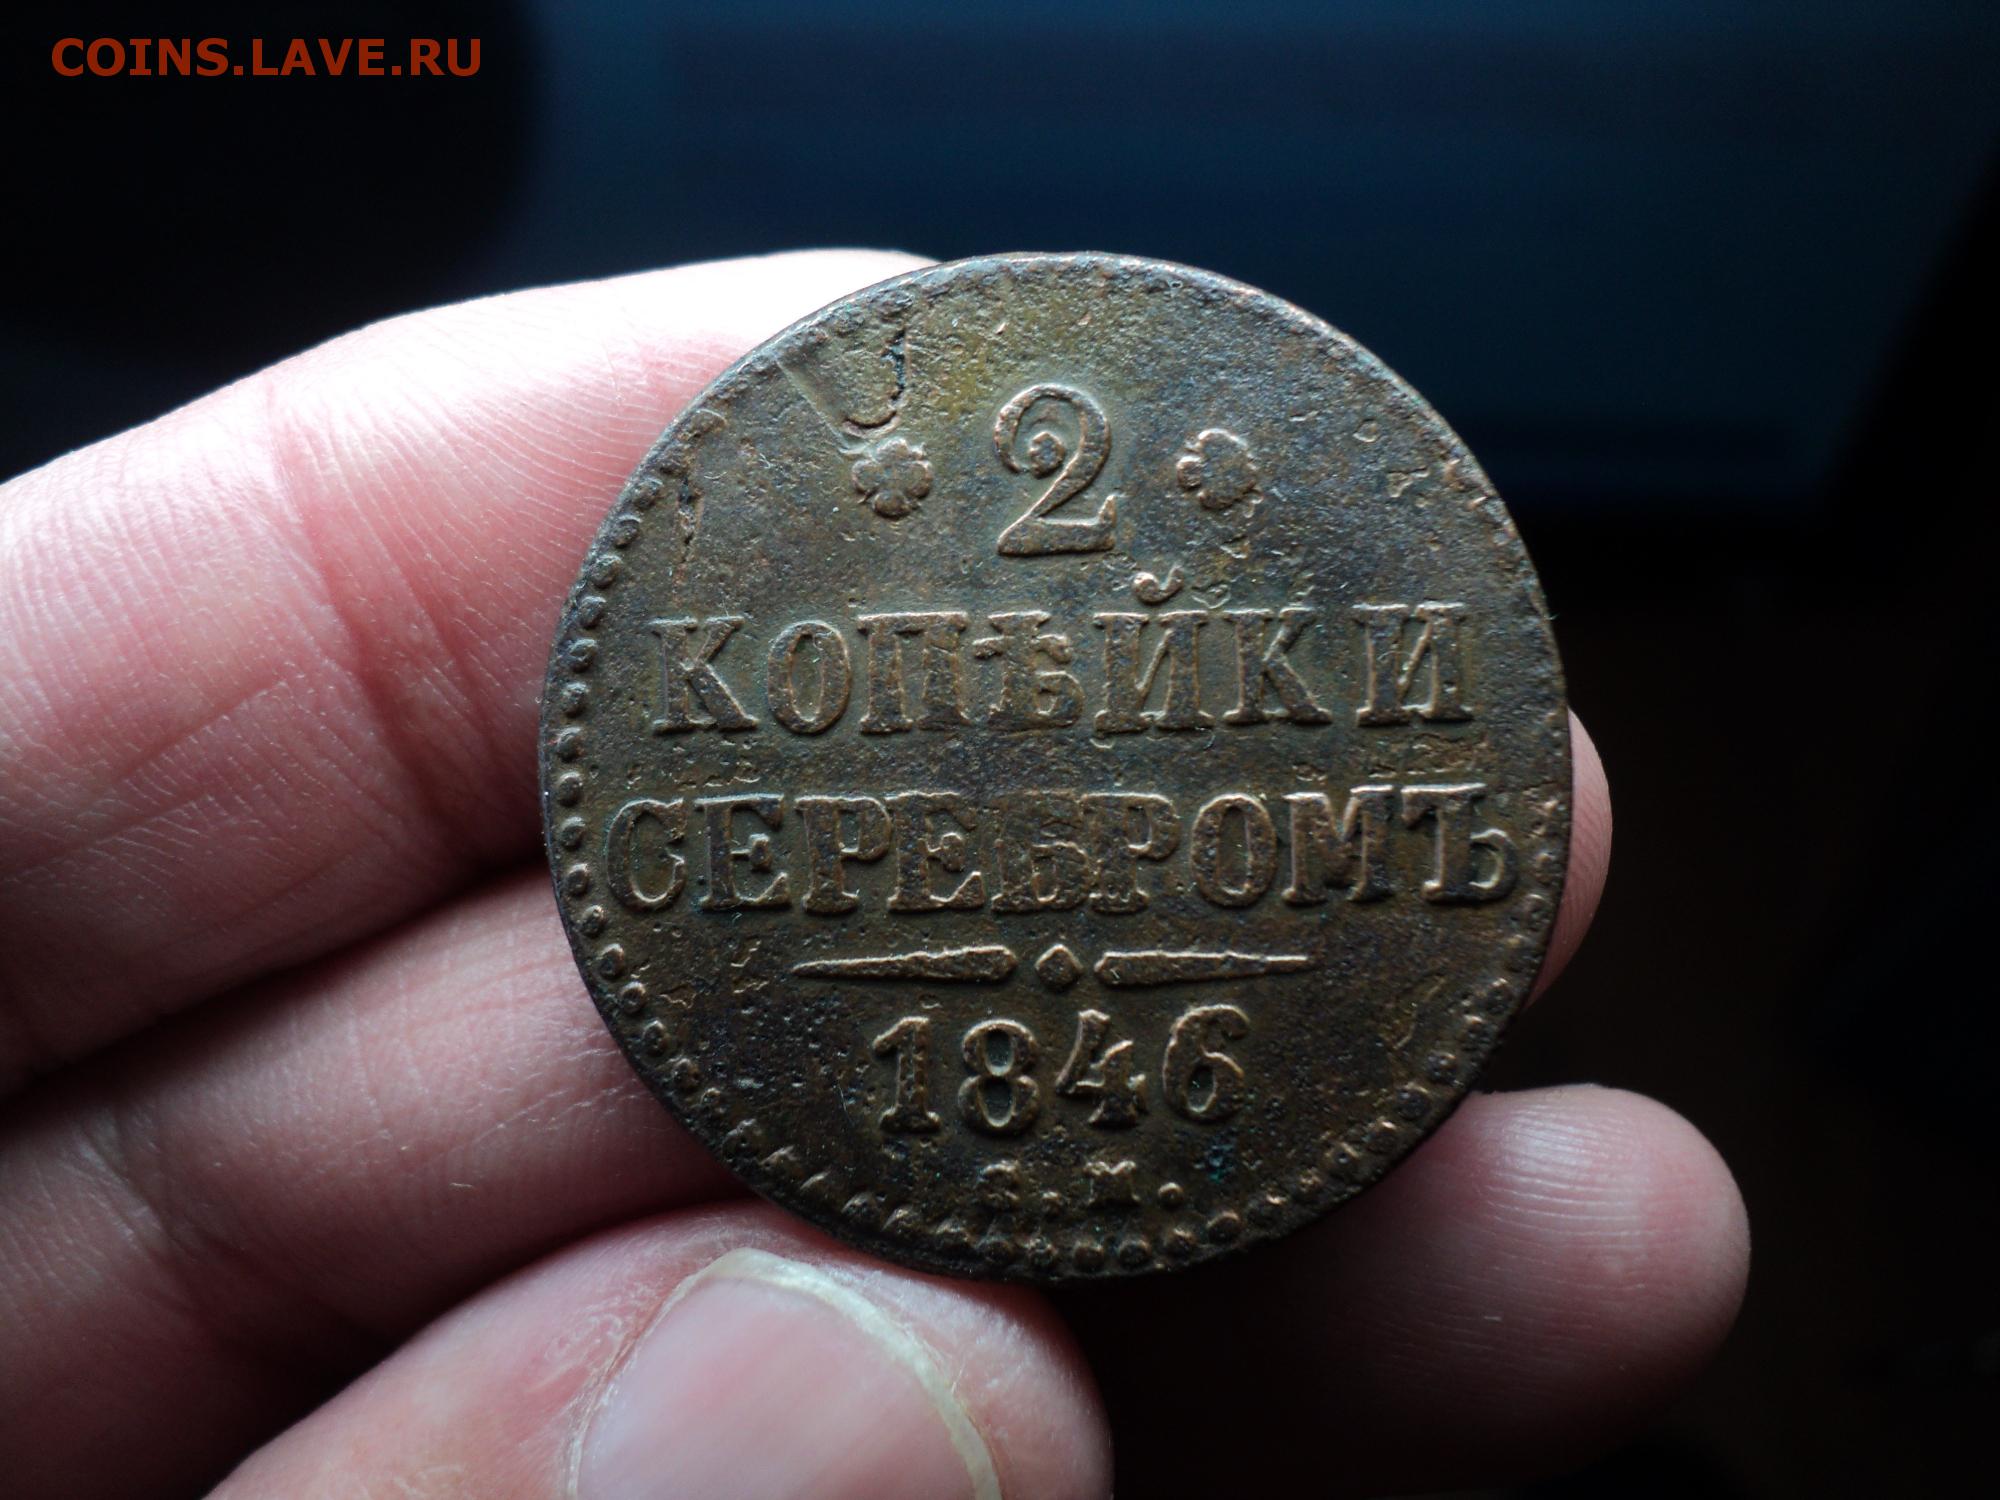 COINS.LAVE.RU
2
КОПѢЙКИ
СЕРЕБРОМЪ
1846
С.М.